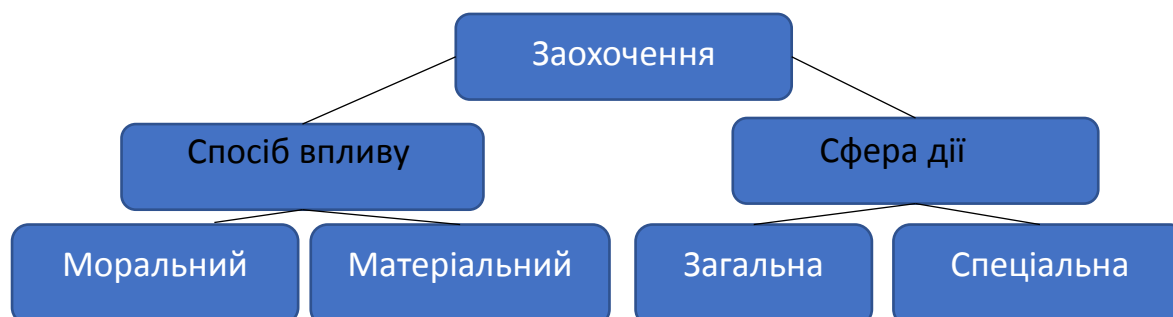 Заохочення
Спосіб впливу
Сфера дії
Моральний
Матеріальний
Загальна
Спеціальна